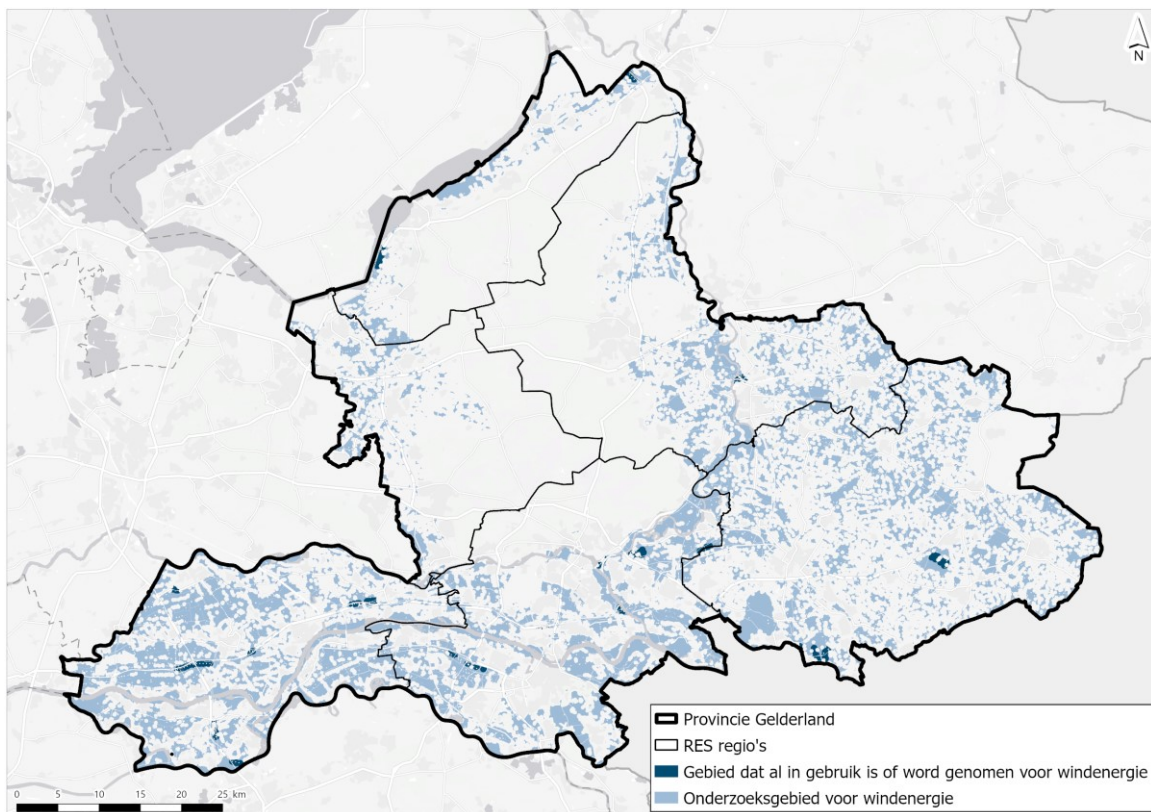 N
Provincie Gelderland
RES regio's
Gebied dat al in gebruik is of word genomen voor windenergie
Onderzoeksgebied voor windenergie
0 5 10 15 20 25 km